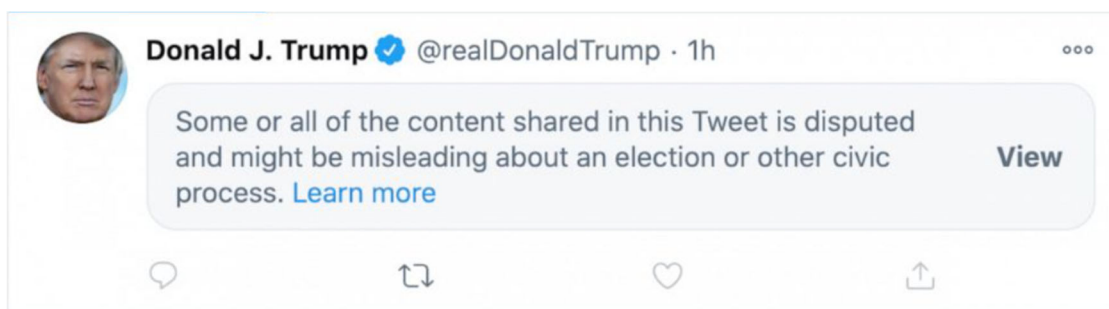 Donald J. Trump @realDonaldTrump · 1h
Some or all of the content shared in this Tweet is disputed
and might be misleading about an election or other civic
process. Learn more
View